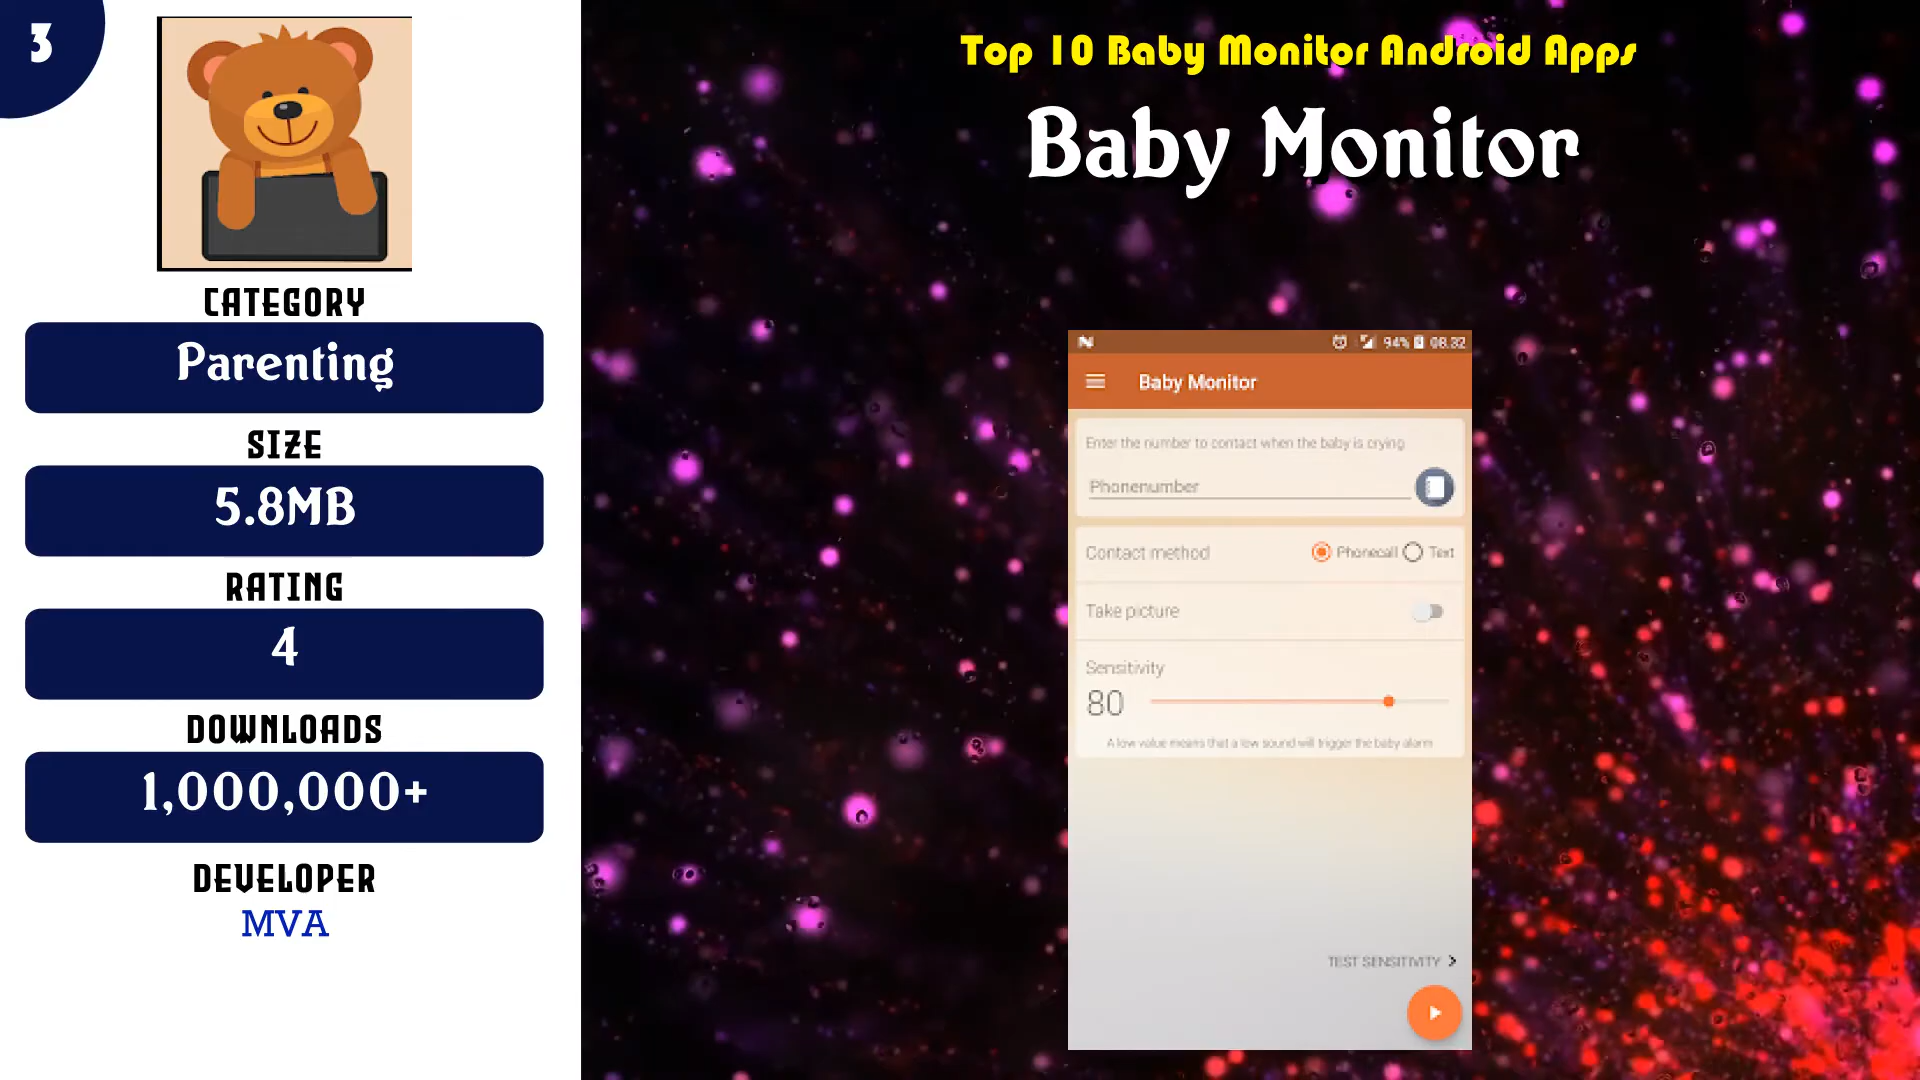 3
CATEGORY
Parenting
SIZE
5.8MB
RATING
4
DOWNLOADS
1,000,000+
DEVELOPER
MVA
Top 10 Baby Monitor Android Apps
Baby Monitor
94% 08.32
Baby Monitor
Enter the number to contact when the baby is crying
Phonenumber
Contact method Phonecall Text
Take picture
Sensitivity
80
A low value means that a low sound will trigger the baby alarm
TEST SENSITIVITY